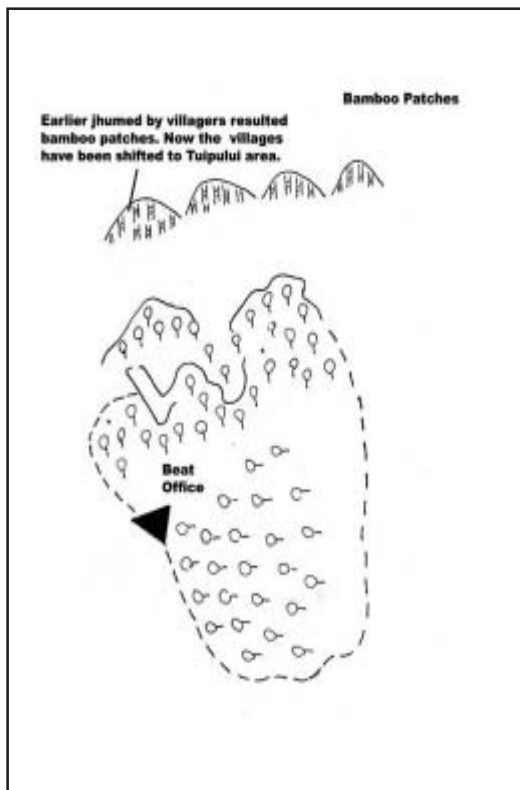 Bamboo Patches
Earlier jhumed by villagers resulted
bamboo patches. Now the villages
have been shifted to Tuipului area.
Beat
Office